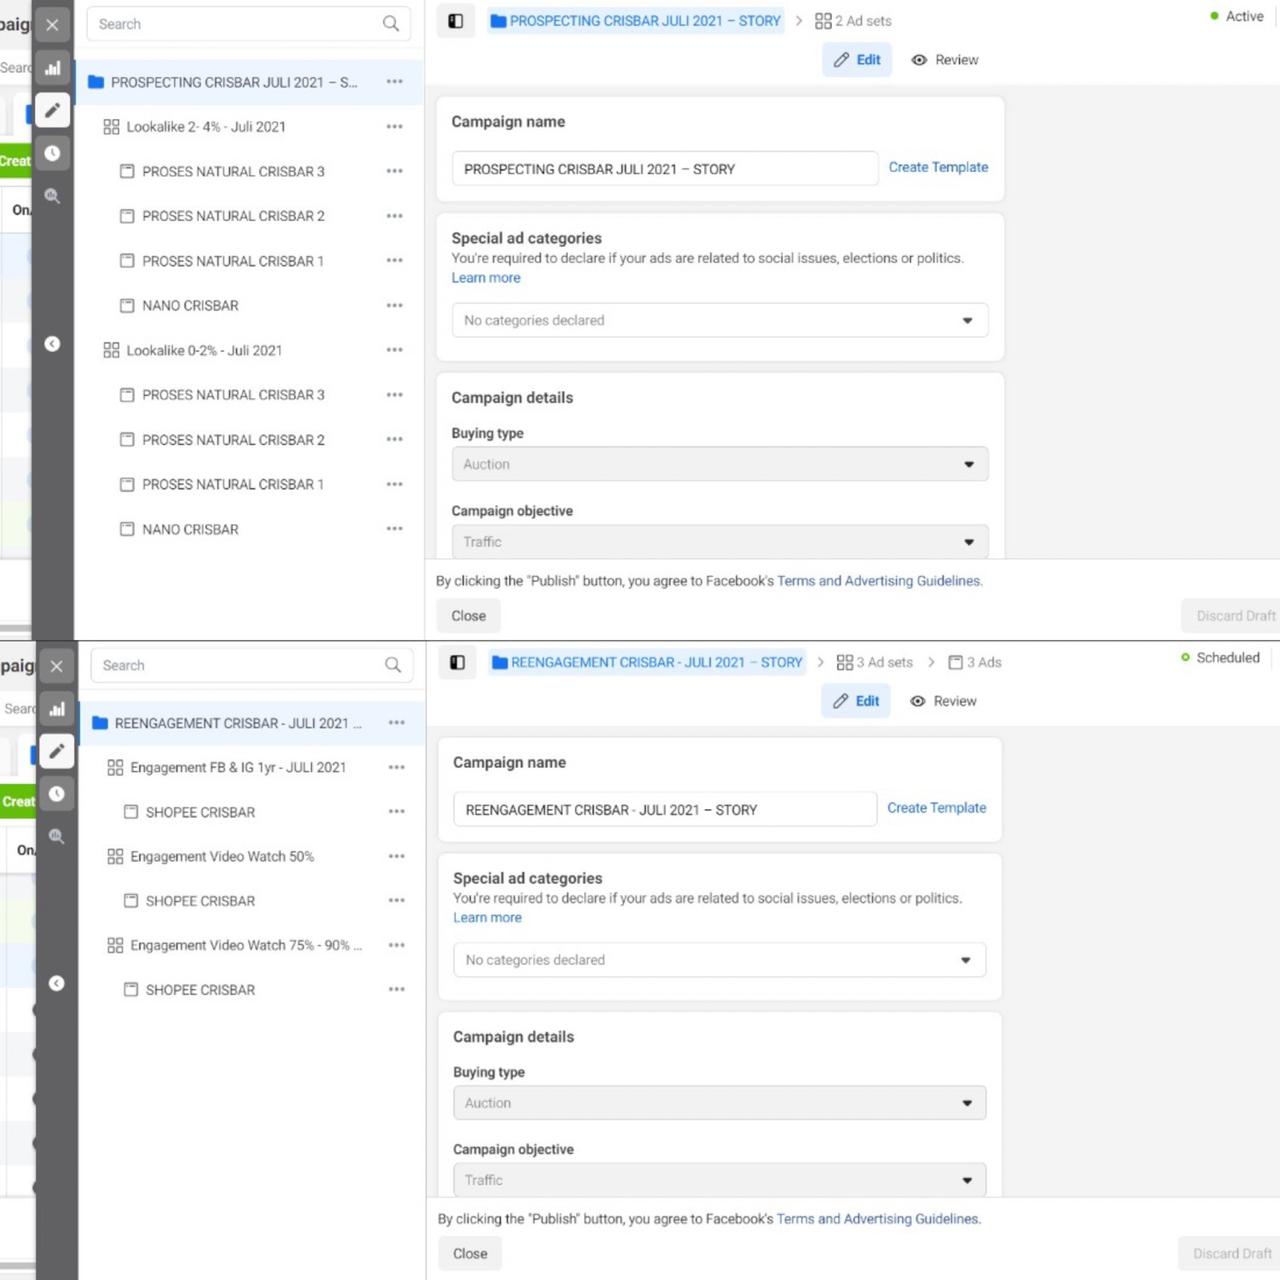 paig
Search
PROSPECTING CRISBAR JULI 2021 – STORY
2 Ad sets
Active
Searc
Edit
Review
PROSPECTING CRISBAR JULI 2021 – S...
Campaign name
Lookalike 2- 4% - Juli 2021
PROSPECTING CRISBAR JULI 2021 – STORY
Create Template
Creat
PROSES NATURAL CRISBAR 3
On/
PROSES NATURAL CRISBAR 2
Special ad categories
You're required to declare if your ads are related to social issues, elections or politics.
Learn more
PROSES NATURAL CRISBAR 1
NANO CRISBAR
No categories declared
Lookalike 0-2% - Juli 2021
PROSES NATURAL CRISBAR 3
Campaign details
PROSES NATURAL CRISBAR 2
Buying type
Auction
PROSES NATURAL CRISBAR 1
NANO CRISBAR
Campaign objective
Traffic
By clicking the "Publish" button, you agree to Facebook's Terms and Advertising Guidelines.
Close
Discard Draft
paig
Search
REENGAGEMENT CRISBAR - JULI 2021 – STORY
3 Ad sets
3 Ads
Scheduled
Searc
Edit
Review
REENGAGEMENT CRISBAR - JULI 2021 ...
Campaign name
Engagement FB & IG 1yr - JULI 2021
REENGAGEMENT CRISBAR - JULI 2021 – STORY
Create Template
Creat
SHOPEE CRISBAR
On/
Engagement Video Watch 50%
Special ad categories
You're required to declare if your ads are related to social issues, elections or politics.
Learn more
SHOPEE CRISBAR
Engagement Video Watch 75% - 90% ...
No categories declared
SHOPEE CRISBAR
Campaign details
Buying type
Auction
Campaign objective
Traffic
By clicking the "Publish" button, you agree to Facebook's Terms and Advertising Guidelines.
Close
Discard Draft